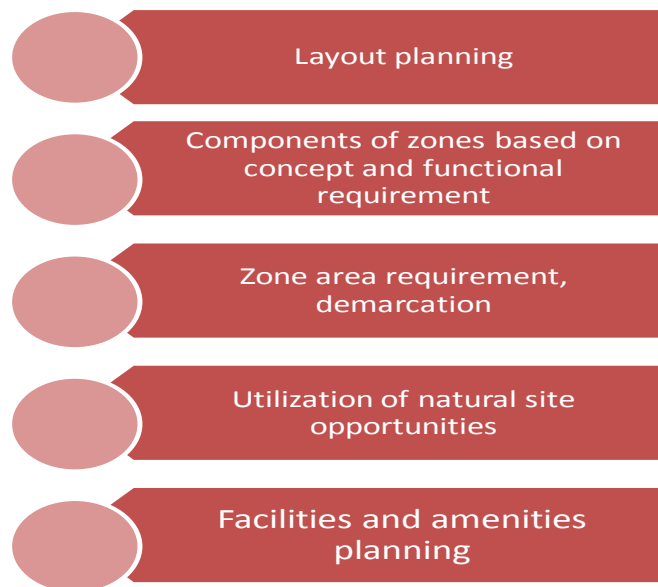 Layout planning
Components of zones based on
concept and functional
requirement
Zone area requirement,
demarcation
Utilization of natural site
opportunities
Facilities and amenities
planning